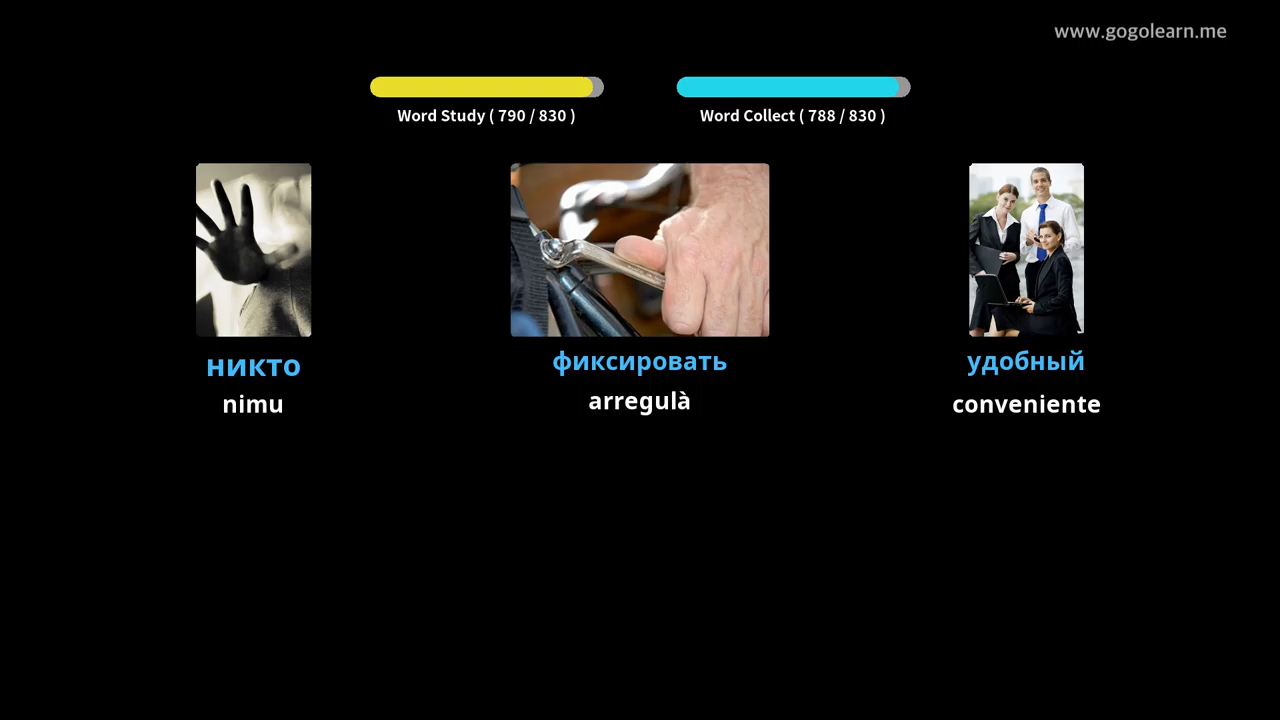 www.gogolearn.me
Word Study ( 790 / 830 )
Word Collect ( 788 / 830 )
никто
nimu
фиксировать
arregulà
удобный
conveniente